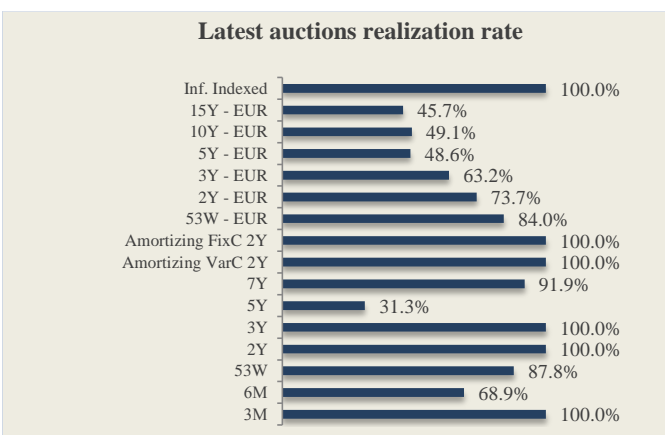 Latest auctions realization rate
Inf. Indexed 100.0%
15Y - EUR 45.7%
10Y - EUR 49.1%
5Y - EUR 48.6%
3Y - EUR 63.2%
2Y - EUR 73.7%
53W - EUR 84.0%
Amortizing FixC 2Y 100.0%
Amortizing VarC 2Y 100.0%
7Y 91.9%
5Y 31.3%
3Y 100.0%
2Y 100.0%
53W 87.8%
6M 68.9%
3M 100.0%